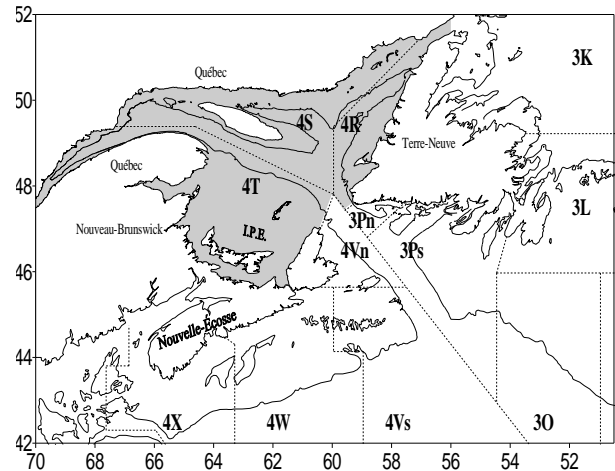 52
Québec
3K
50
4S
4R
Terre-Neuve
Québec
48
4T
3L
3Pn
Nouveau-Brunswick
I.P.E.
4Vn
3Ps
46
Nouvelle-Ecosse
44
4X
4W
4Vs
3O
42
70
68
66
64
62
60
58
56
54
52